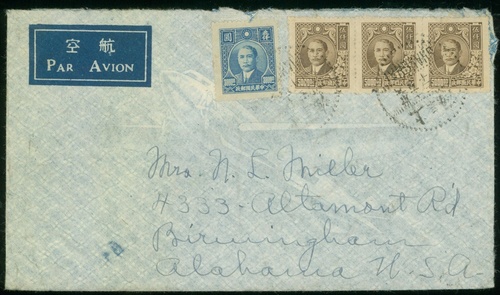 空航
PAR AVION
Mrs. N. L. Miller
4333-Altamont Rd
Birmingham
Alabama U.S.A.